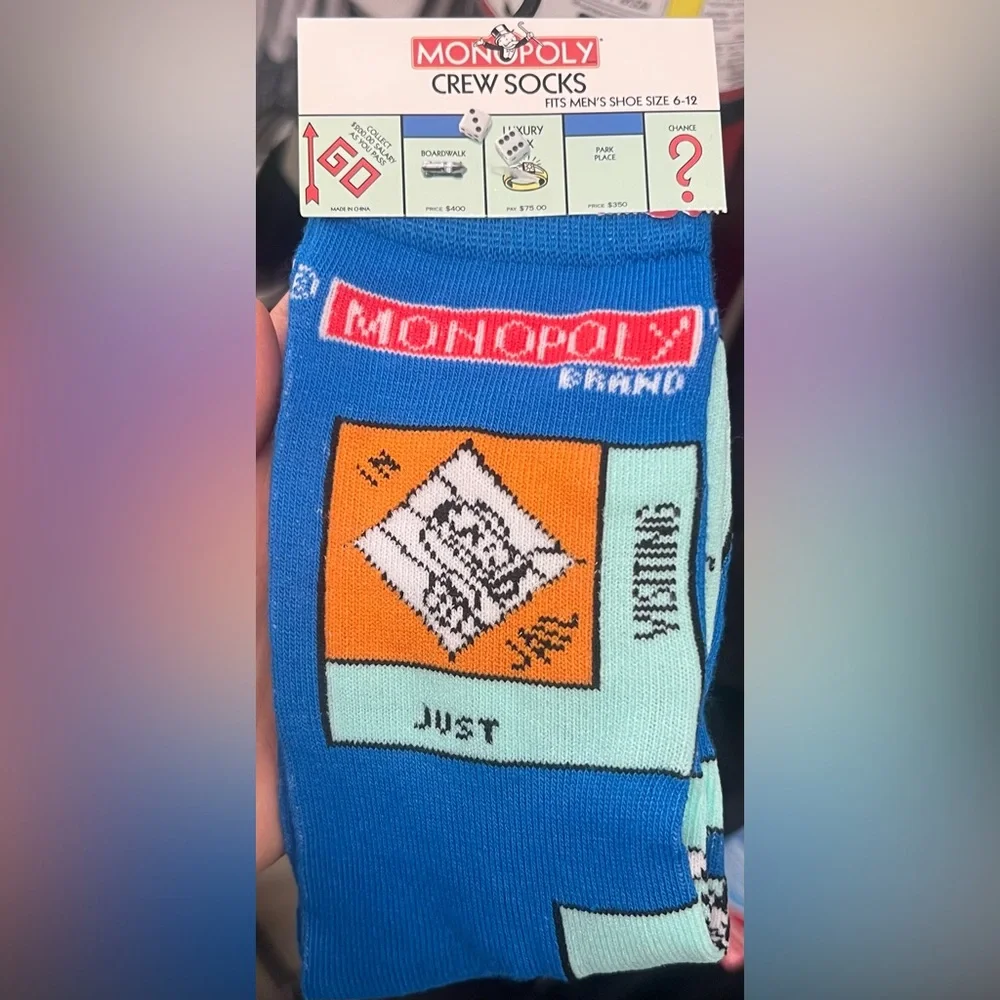 MONOPOLY
CREW SOCKS
FITS MEN'S SHOE SIZE 6-12
COLLECT
$200.00 SALARY
AS YOU PASS
GO
MADE IN CHINA
BOARDWALK
PRICE $400
PAY $75.00
PARK
PLACE
PRICE $350
CHANCE
?
MONOPOLY
BRAND
IN
JAIL
VISITING
JUST